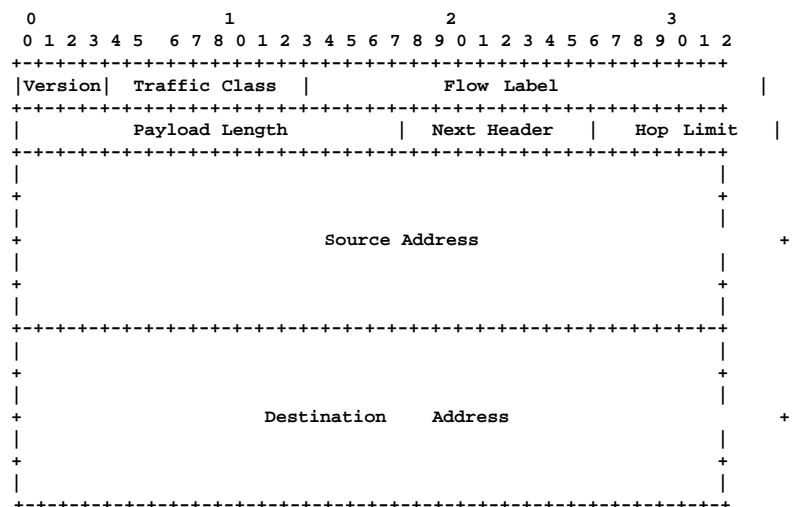 0 1 2 3
0 1 2 3 4 5 6 7 8 0 1 2 3 4 5 6 7 8 9 0 1 2 3 4 5 6 7 8 9 0 1 2
+-+-+-+-+-+-+-+-+-+-+-+-+-+-+-+-+-+-+-+-+-+-+-+-+-+-+-+-+-+-+-+-+
|Version| Traffic Class | Flow Label |
+-+-+-+-+-+-+-+-+-+-+-+-+-+-+-+-+-+-+-+-+-+-+-+-+-+-+-+-+-+-+-+-+
| Payload Length | Next Header | Hop Limit |
+-+-+-+-+-+-+-+-+-+-+-+-+-+-+-+-+-+-+-+-+-+-+-+-+-+-+-+-+-+-+-+-+
| |
+ +
| |
+ Source Address +
| |
+ +
| |
+-+-+-+-+-+-+-+-+-+-+-+-+-+-+-+-+-+-+-+-+-+-+-+-+-+-+-+-+-+-+-+-+
| |
+ +
| |
+ Destination Address +
| |
+ +
| |
+-+-+-+-+-+-+-+-+-+-+-+-+-+-+-+-+-+-+-+-+-+-+-+-+-+-+-+-+-+-+-+-+